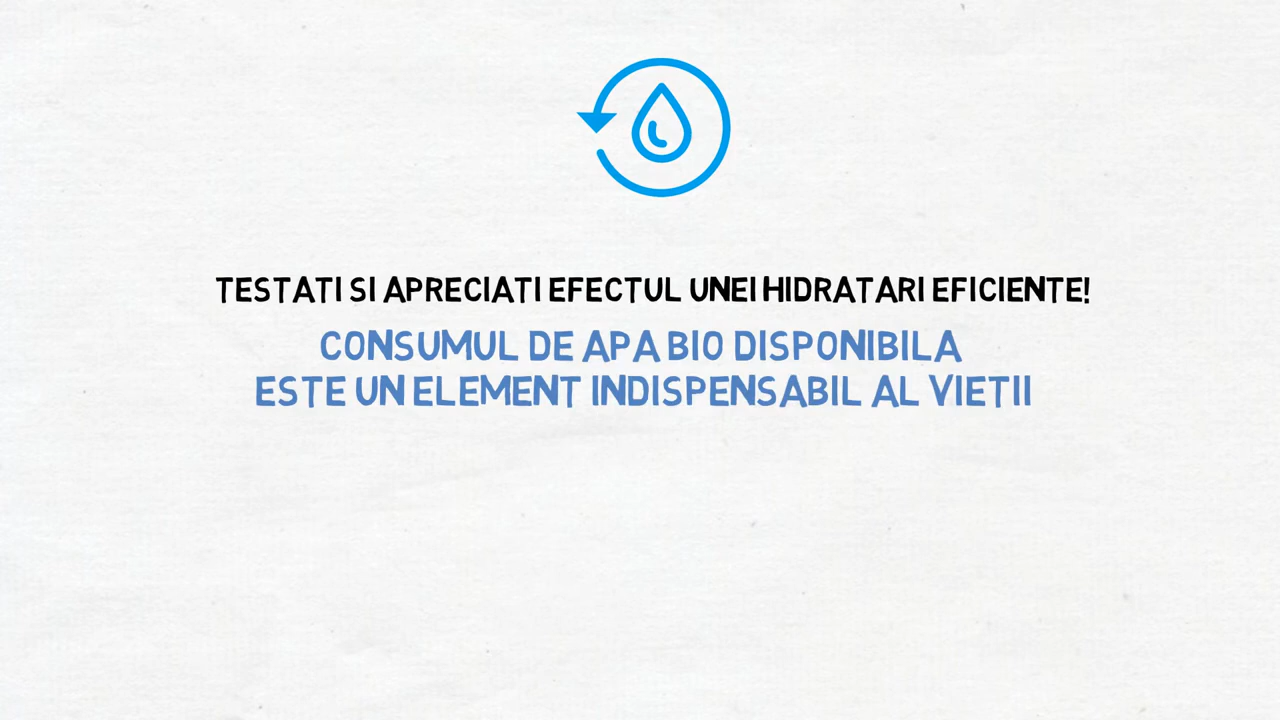 TESTATI SI APRECIATI EFECTUL UNEI HIDRATARI EFICIENTE!
CONSUMUL DE APA BIO DISPONIBILA
ESTE UN ELEMENT INDISPENSABIL AL VIETII